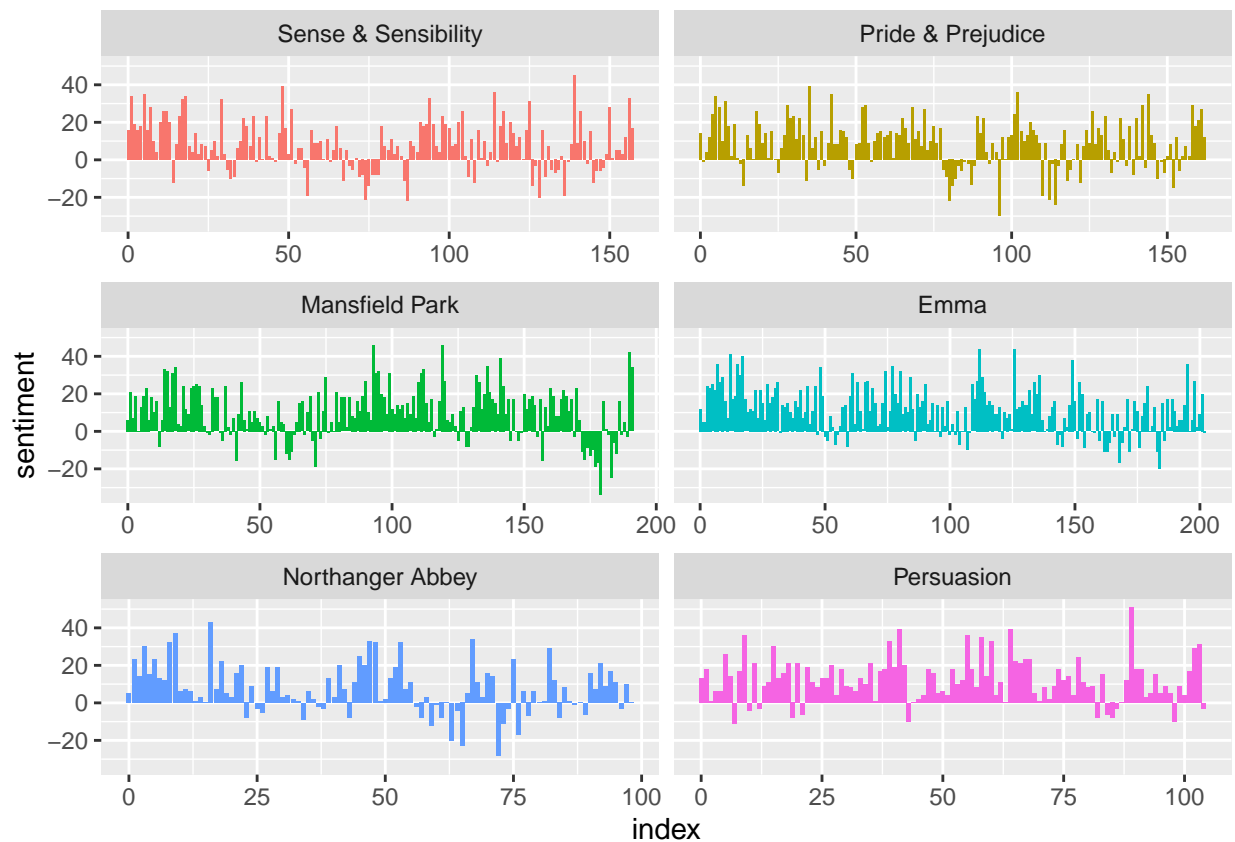 Sense & Sensibility
Pride & Prejudice
40
20
0
−20
0 50 100 150
0 50 100 150
Mansfield Park
Emma
sentiment
40
20
0
−20
0 50 100 150 200
0 50 100 150 200
Northanger Abbey
Persuasion
40
20
0
−20
0 25 50 75 100
0 25 50 75 100
index